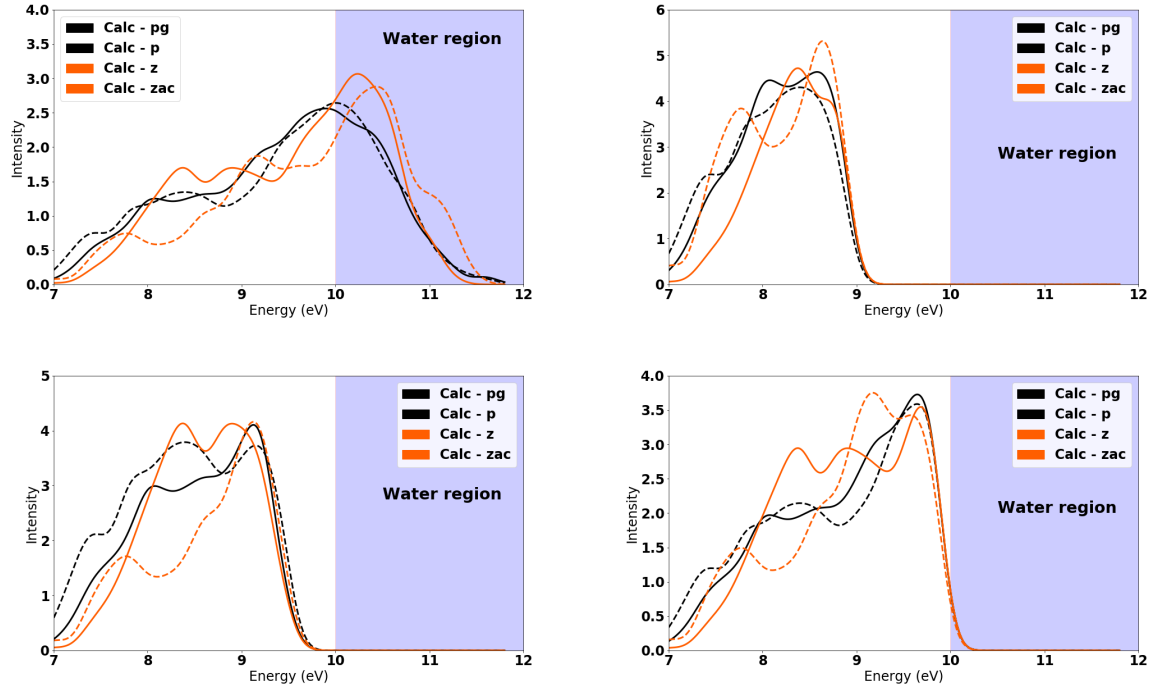 4.0
3.5
3.0
2.5
2.0
1.5
1.0
0.5
0.0
Intensity
Calc - pg
Calc - p
Calc - z
Calc - zac
Water region
7 8 9 10 11 12
Energy (eV)
6
5
4
3
2
1
0
Intensity
Calc - pg
Calc - p
Calc - z
Calc - zac
Water region
7 8 9 10 11 12
Energy (eV)
5
4
3
2
1
0
Intensity
Calc - pg
Calc - p
Calc - z
Calc - zac
Water region
7 8 9 10 11 12
Energy (eV)
4.0
3.5
3.0
2.5
2.0
1.5
1.0
0.5
0.0
Intensity
Calc - pg
Calc - p
Calc - z
Calc - zac
Water region
7 8 9 10 11 12
Energy (eV)